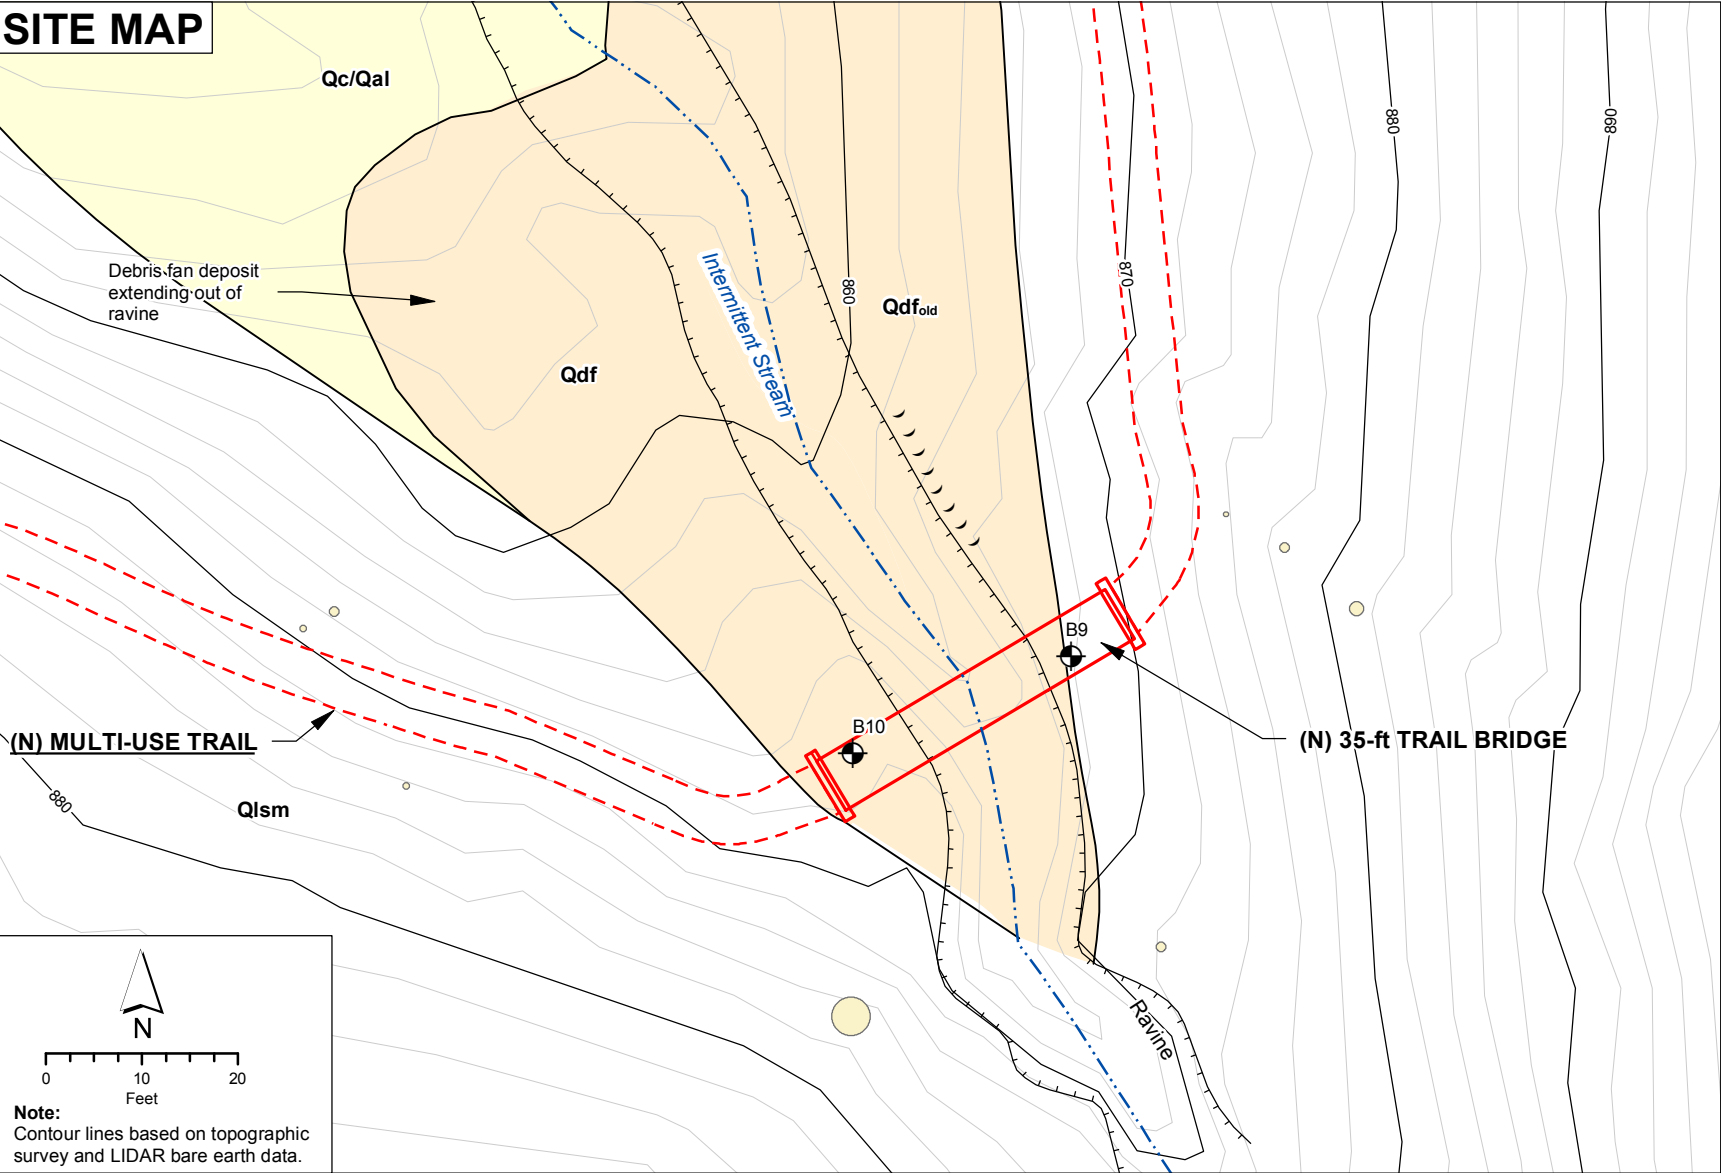 SITE MAP
Qc/Qal
880
890
Debris fan deposit
extending out of
ravine
870
860
Intermittent Stream
Qdfold
Qdf
B9
B10
(N) MULTI-USE TRAIL
(N) 35-ft TRAIL BRIDGE
880
Qlsm
Ravine
N
0 10 20
Feet
Note:
Contour lines based on topographic
survey and LIDAR bare earth data.